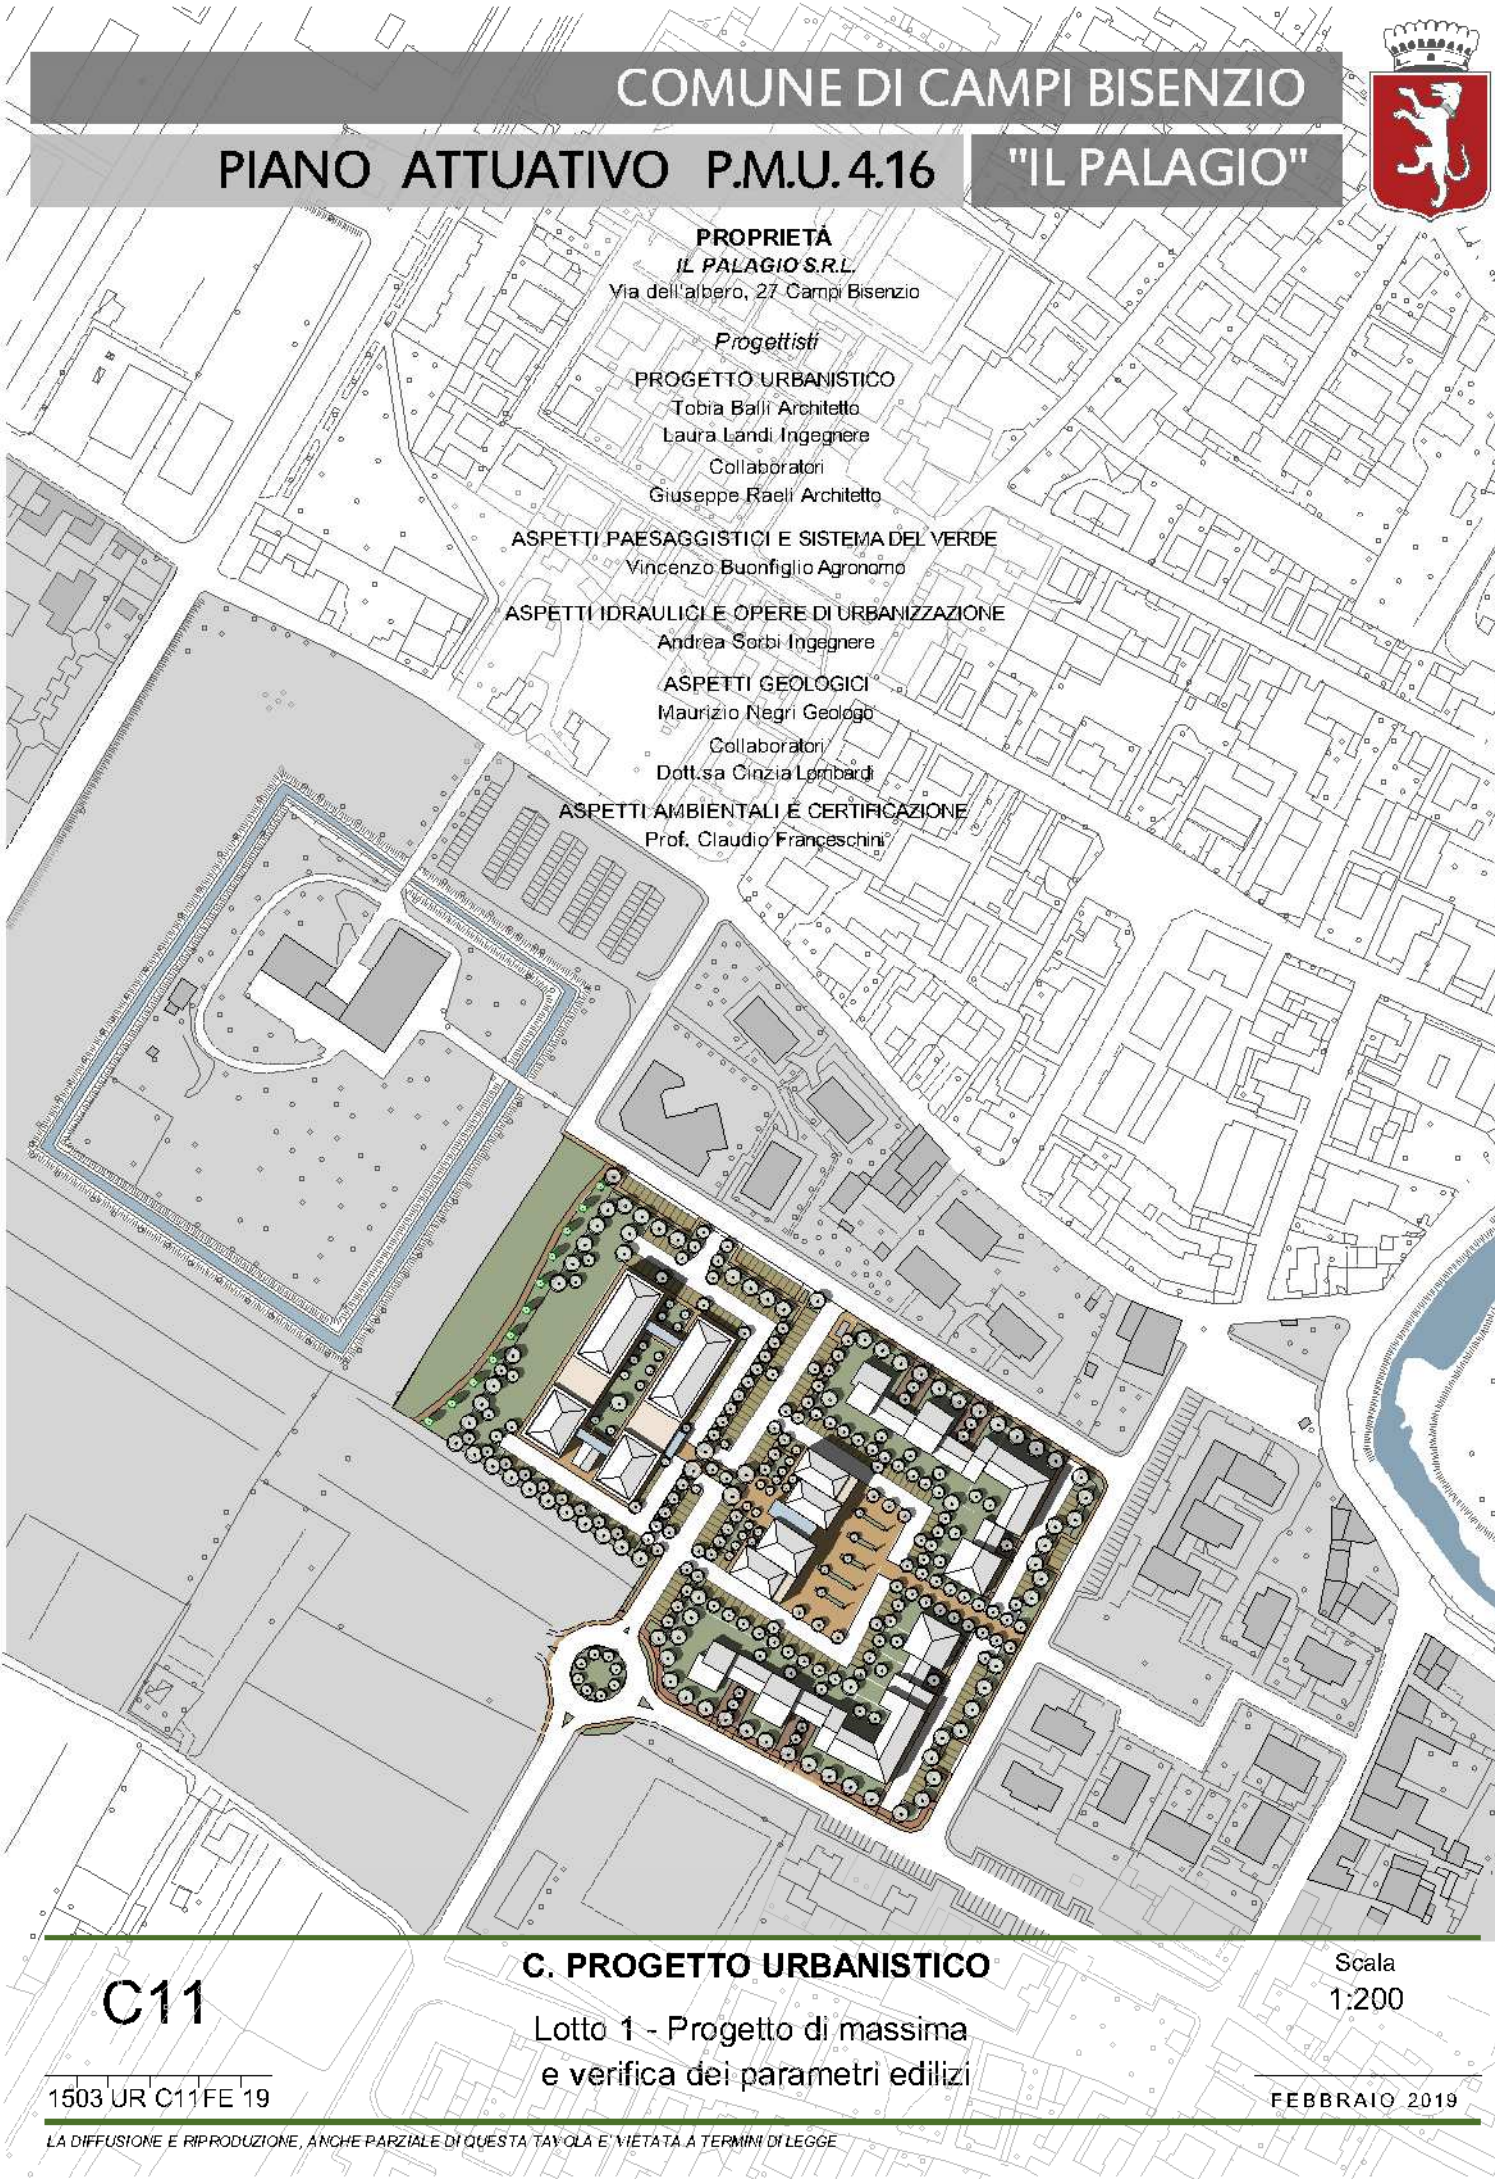 COMUNE DI CAMPI BISENZIO
PIANO ATTUATIVO P.M.U. 4.16
"IL PALAGIO"
PROPRIETÀ
IL PALAGIO S.R.L.
Via dell'albero, 27 Campi Bisenzio
Progettisti
PROGETTO URBANISTICO
Tobia Balli Architetto
Laura Landi Ingegnere
Collaboratori
Giuseppe Raeli Architetto
ASPETTI PAESAGGISTICI E SISTEMA DEL VERDE
Vincenzo Buonfiglio Agronomo
ASPETTI IDRAULICI E OPERE DI URBANIZZAZIONE
Andrea Sorbi Ingegnere
ASPETTI GEOLOGICI
Maurizio Negri Geologo
Collaboratori
Dott.sa Cinzia Lombardi
ASPETTI AMBIENTALI E CERTIFICAZIONE
Prof. Claudio Franceschini
C11
1503 UR C11 FE 19
C. PROGETTO URBANISTICO
Lotto 1 - Progetto di massima
e verifica dei parametri edilizi
Scala
1:200
FEBBRAIO 2019
LA DIFFUSIONE E RIPRODUZIONE, ANCHE PARZIALE DI QUESTA TAVOLA E' VIETATA A TERMINI DI LEGGE